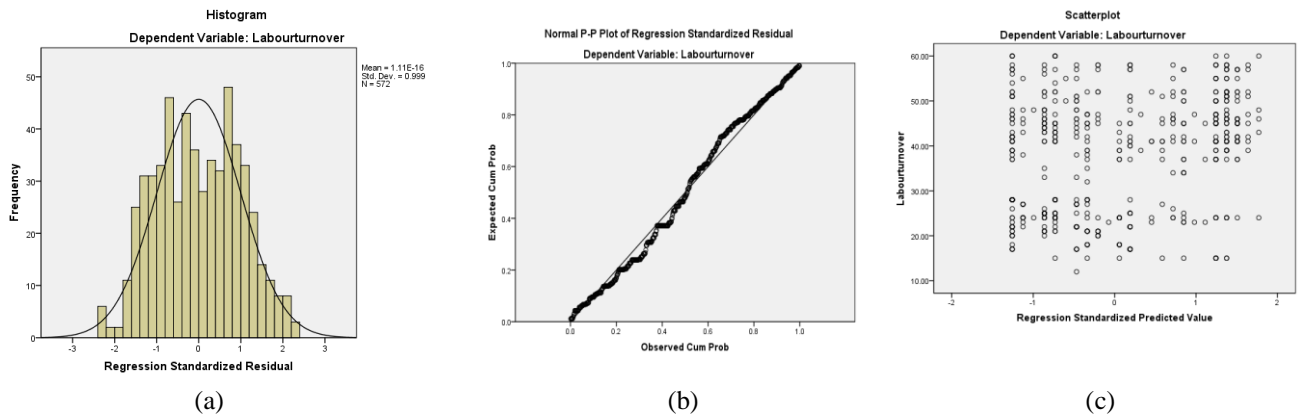 Histogram
Dependent Variable: Labourturnover
Mean = 1.11E-16
Std. Dev. = 0.999
N = 572
Frequency
50
40
30
20
10
0
-3 -2 -1 0 1 2 3
Regression Standardized Residual
(a)
Normal P-P Plot of Regression Standardized Residual
Dependent Variable: Labourturnover
Expected Cum Prob
1.0
0.8
0.6
0.4
0.2
0.0
0.0 0.2 0.4 0.6 0.8 1.0
Observed Cum Prob
(b)
Scatterplot
Dependent Variable: Labourturnover
Labourturnover
60.00
50.00
40.00
30.00
20.00
10.00
-2 -1 0 1 2
Regression Standardized Predicted Value
(c)